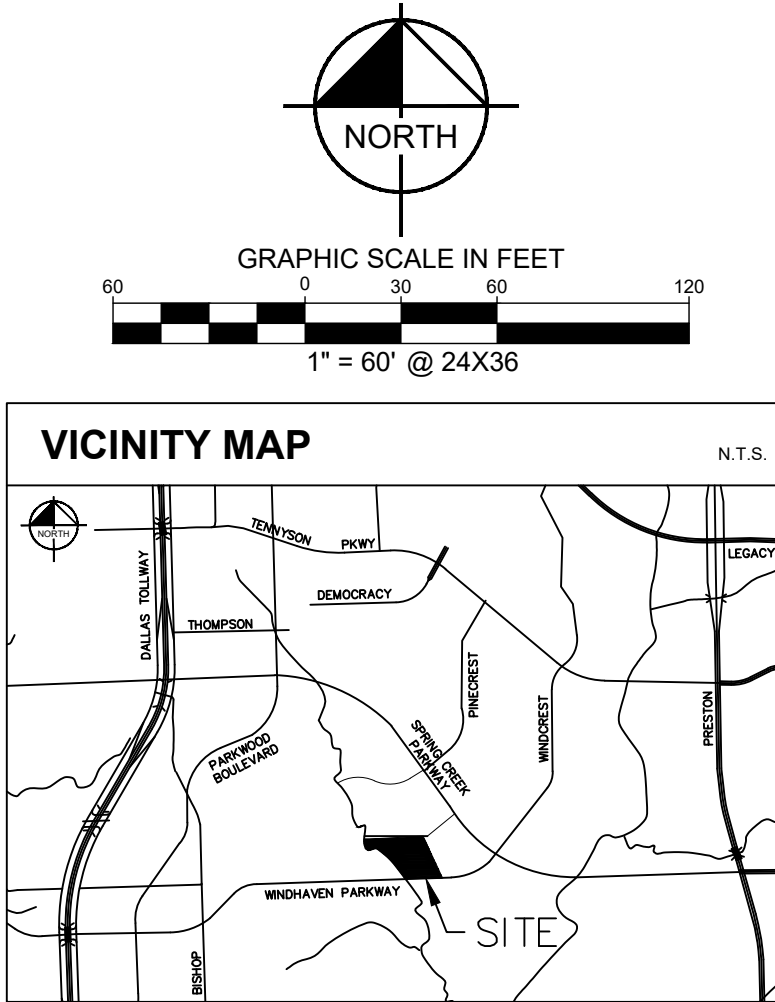 NORTH
GRAPHIC SCALE IN FEET
60 0 30 60 120
1" = 60' @ 24X36
VICINITY MAP
N.T.S.
NORTH
TENNYSON PKWY
LEGACY
DALLAS TOLLWAY
DEMOCRACY
THOMPSON
PINECREST
WINDCREST
PRESTON
PARKWOOD
BOULEVARD
SPRING CREEK
PARKWAY
WINDHAVEN PARKWAY
SITE
BISHOP